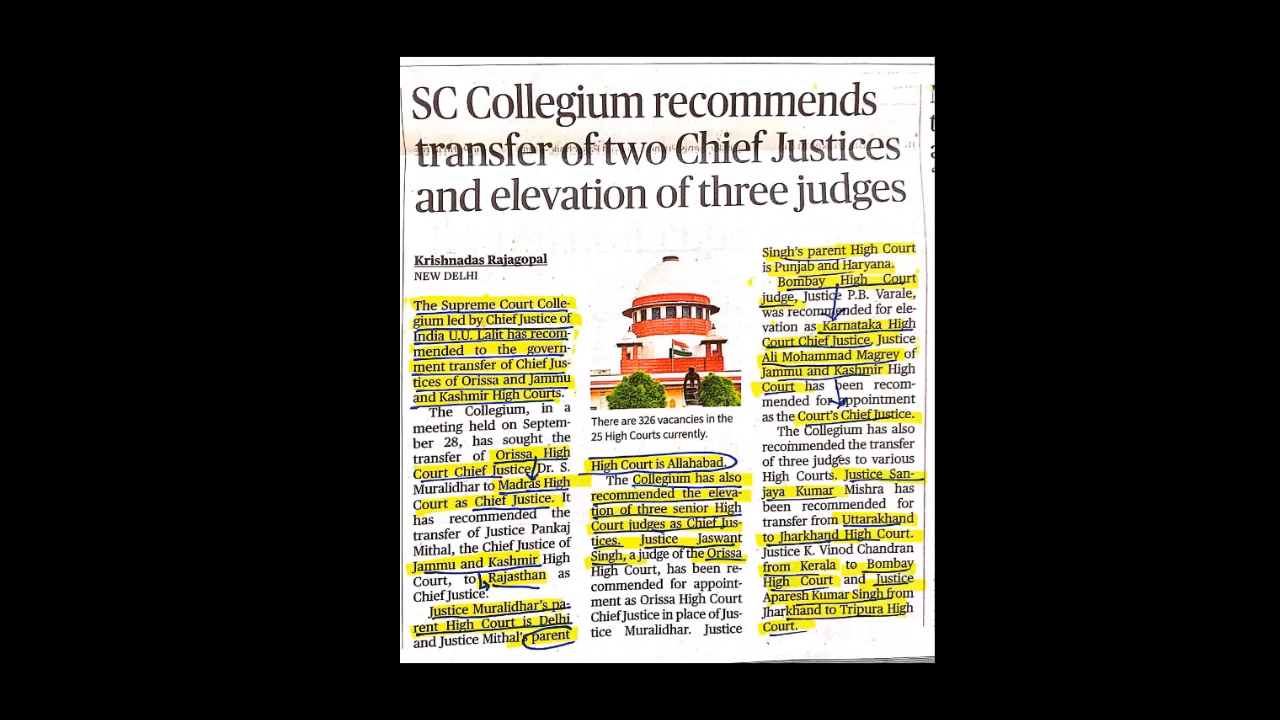 SC Collegium recommends
transfer of two Chief Justices
and elevation of three judges
Krishnadas Rajagopal
NEW DELHI
The Supreme Court Colle-
gium led by Chief Justice of
India U.U. Lalit has recom-
mended to the govern-
ment transfer of Chief Jus-
tices of Orissa and Jammu
and Kashmir High Courts.
The Collegium, in a
meeting held on Septem-
ber 28, has sought the
transfer of Orissa High
Court Chief Justice Dr. S.
Muralidhar to Madras High
Court as Chief Justice. It
has recommended the
transfer of Justice Pankaj
Mithal, the Chief Justice of
Jammu and Kashmir High
Court, to Rajasthan as
Chief Justice.
Justice Muralidhar's pa-
rent High Court is Delhi
and Justice Mithal's parent
There are 326 vacancies in the
25 High Courts currently.
High Court is Allahabad.
The Collegium has also
recommended the eleva-
tion of three senior High
Court judges as Chief Jus-
tices. Justice Jaswant
Singh, a judge of the Orissa
High Court, has been re-
commended for appoint-
ment as Orissa High Court
Chief Justice in place of Jus-
tice Muralidhar. Justice
Singh's parent High Court
is Punjab and Haryana.
Bombay High Court
judge, Justice P.B. Varale,
was recommended for ele-
vation as Karnataka High
Court Chief Justice, Justice
Ali Mohammad Magrey of
Jammu and Kashmir High
Court has been recom-
mended for appointment
as the Court's Chief Justice.
The Collegium has also
recommended the transfer
of three judges to various
High Courts. Justice San-
jaya Kumar Mishra has
been recommended for
transfer from Uttarakhand
to Jharkhand High Court.
Justice K. Vinod Chandran
from Kerala to Bombay
High Court and Justice
Aparesh Kumar Singh from
Jharkhand to Tripura High
Court.